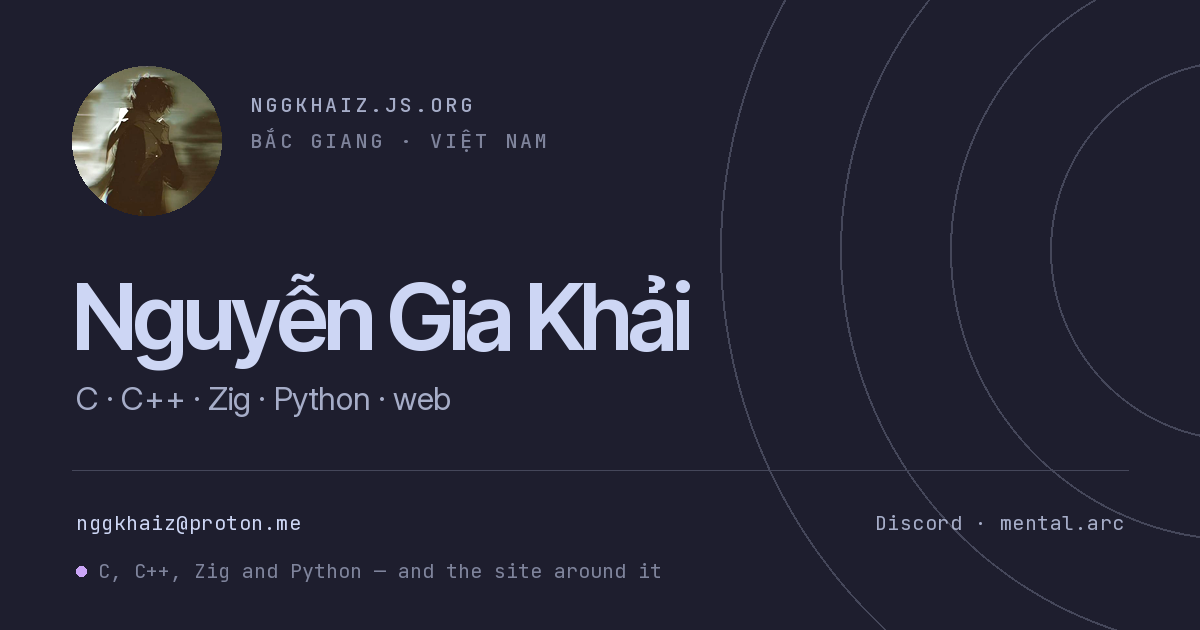 NGGKHAIZ.JS.ORG
BẮC GIANG · VIỆT NAM
Nguyễn Gia Khải
C · C++ · Zig · Python · web
nggkhaiz@proton.me
Discord · mental.arc
C, C++, Zig and Python — and the site around it